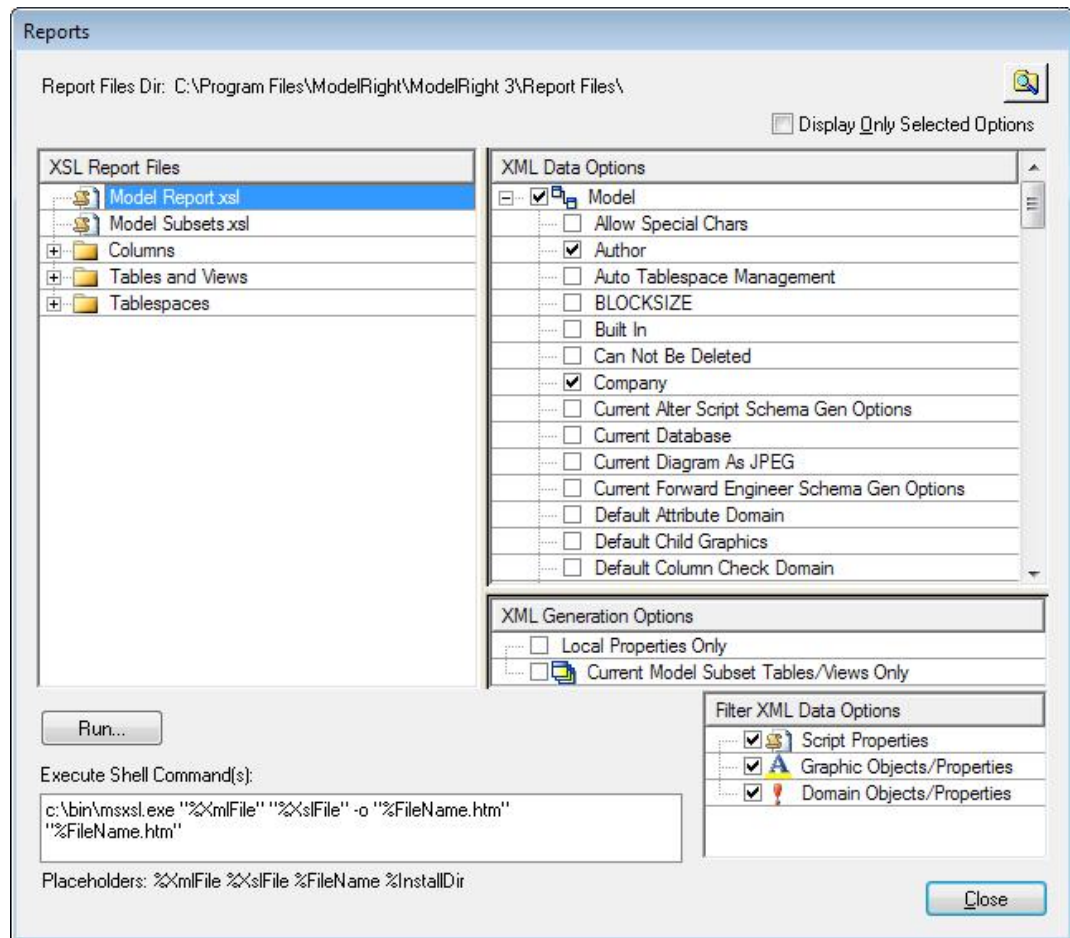 Reports
Report Files Dir: C:\Program Files\ModelRight\ModelRight 3\Report Files\
Display Only Selected Options
XSL Report Files
Model Report.xsl
Model Subsets.xsl
Columns
Tables and Views
Tablespaces
XML Data Options
Model
Allow Special Chars
Author
Auto Tablespace Management
BLOCKSIZE
Built In
Can Not Be Deleted
Company
Current Alter Script Schema Gen Options
Current Database
Current Diagram As JPEG
Current Forward Engineer Schema Gen Options
Default Attribute Domain
Default Child Graphics
Default Column Check Domain
XML Generation Options
Local Properties Only
Current Model Subset Tables/Views Only
Filter XML Data Options
Script Properties
Graphic Objects/Properties
Domain Objects/Properties
Run...
Execute Shell Command(s):
c:\bin\msxsl.exe "%XmlFile" "%XslFile" -o "%FileName.htm"
"%FileName.htm"
Placeholders: %XmlFile %XslFile %FileName %InstallDir
Close